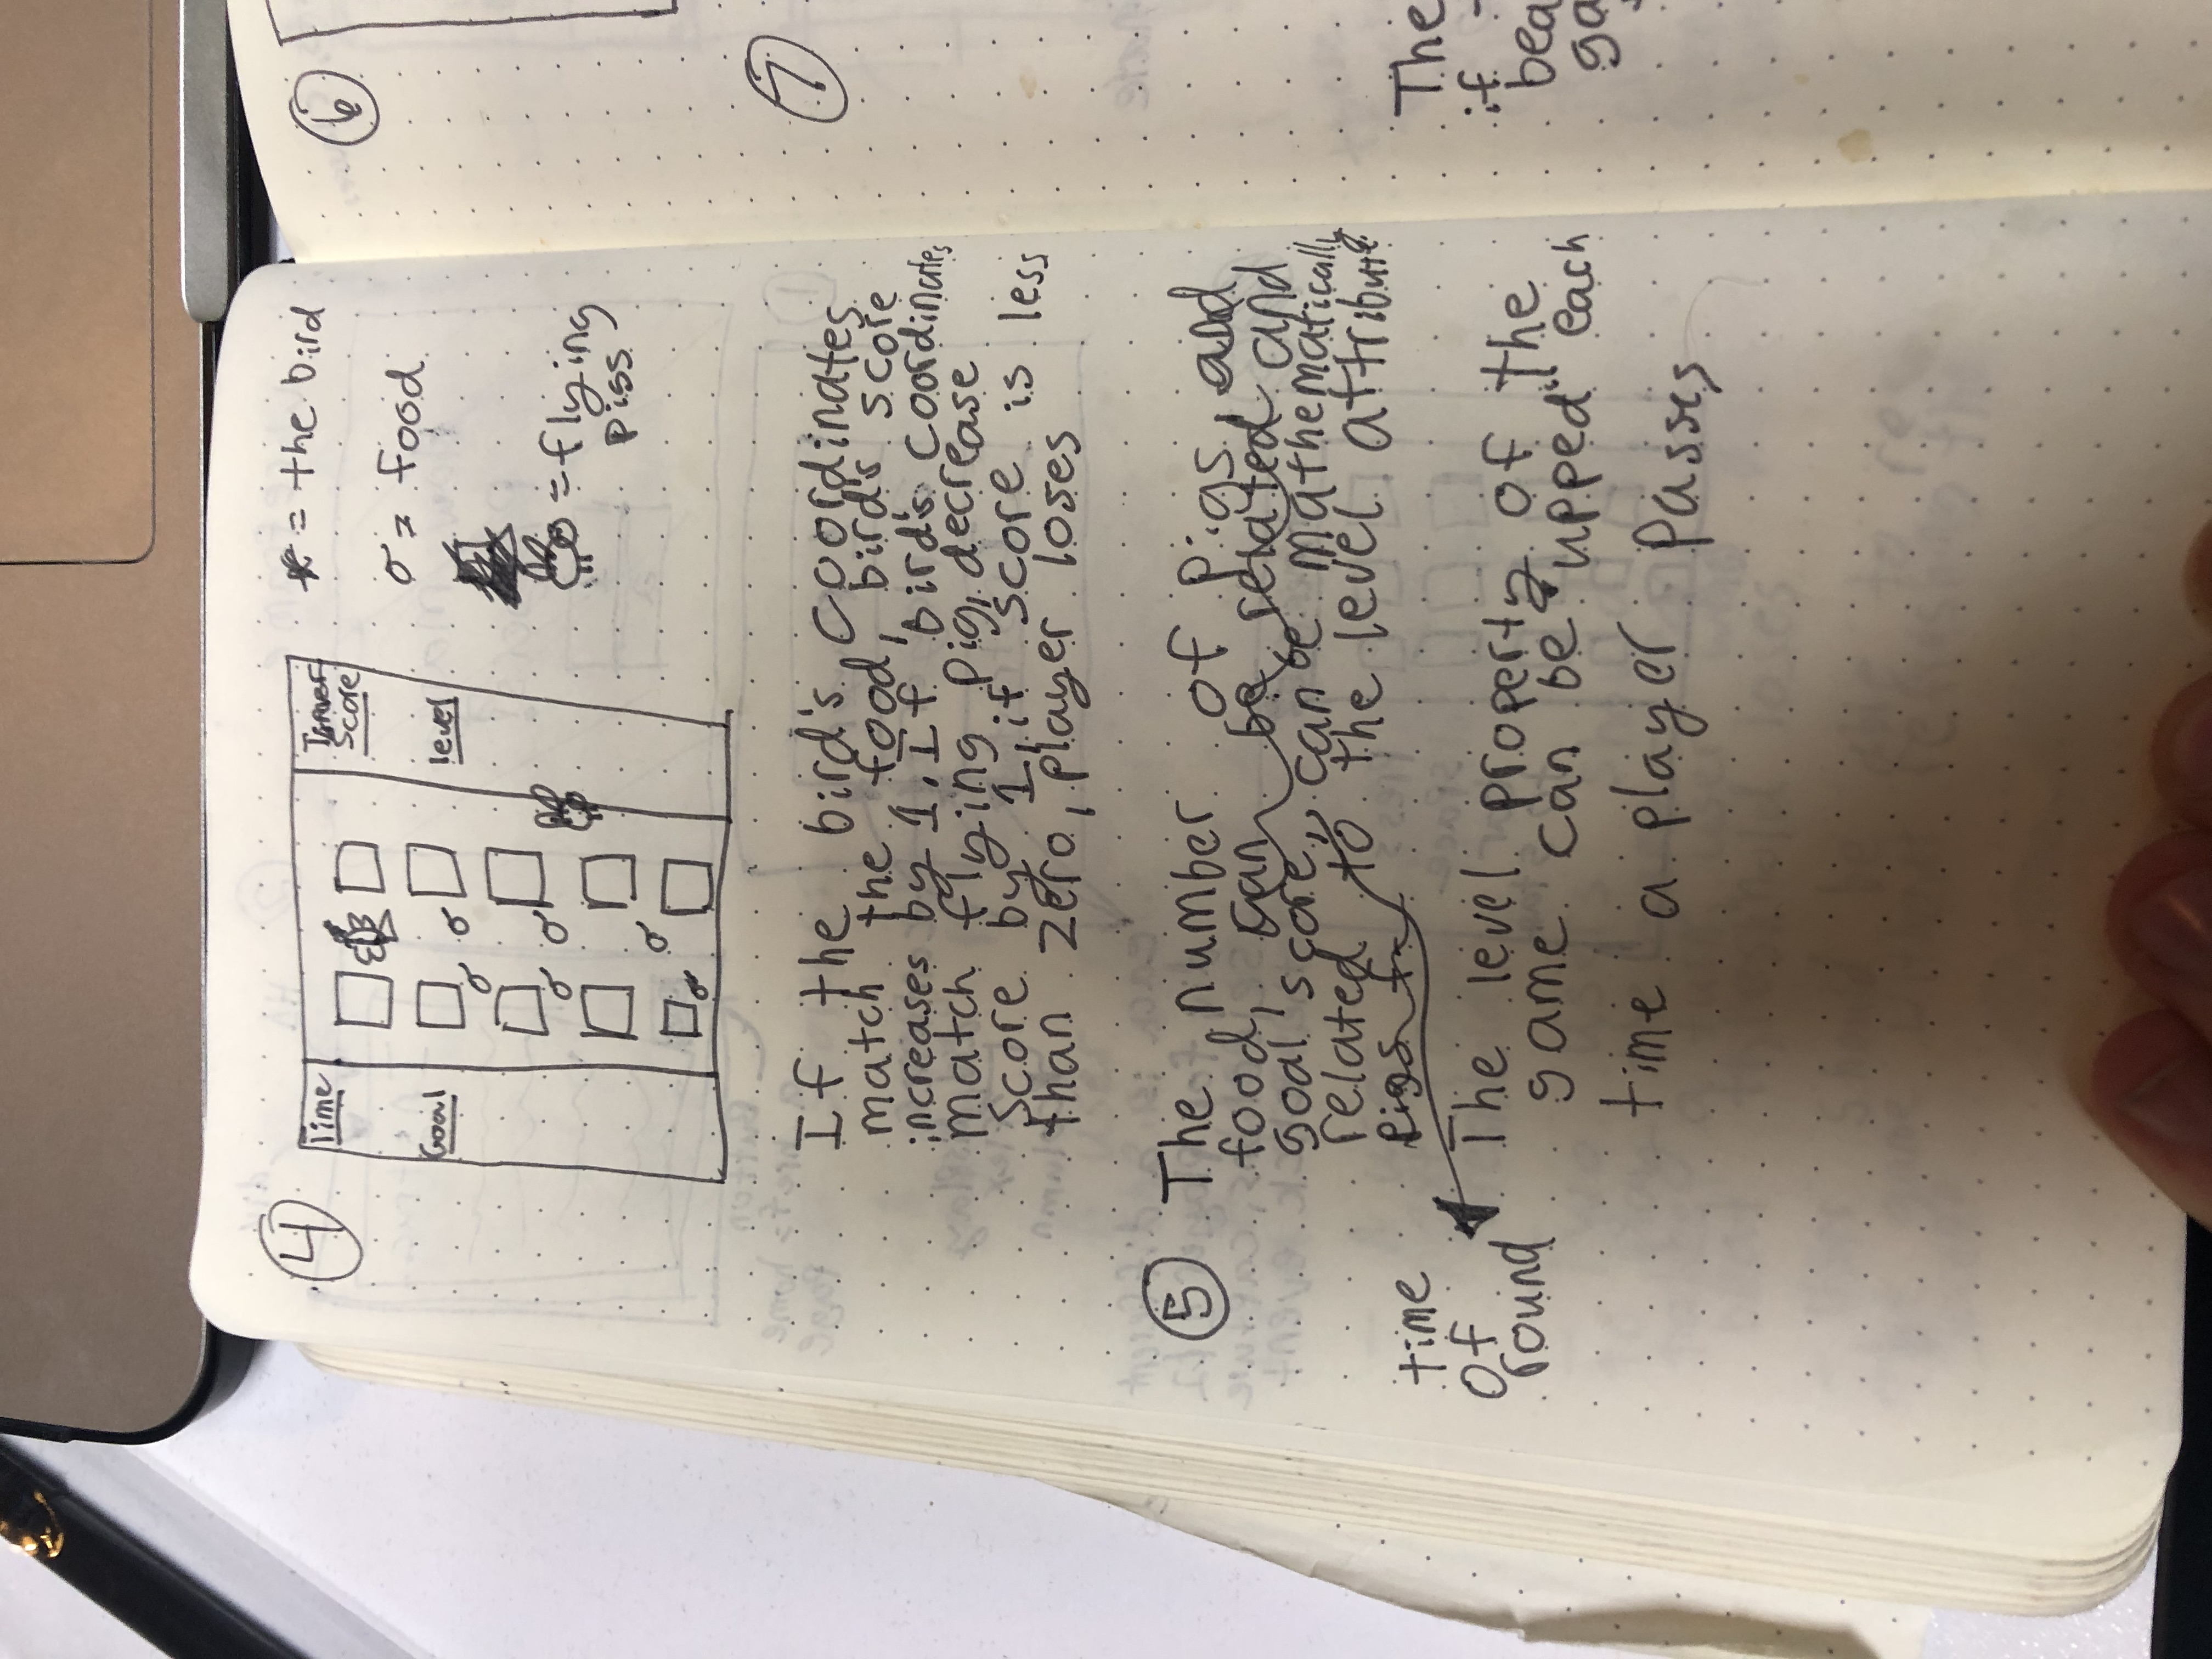 4
Time
Goal
Score
level
= the bird
= food
= flying
piss
If the bird's coordinates
match the food, bird's score
increases by 1. If bird's coordinates
match flying pig, decrease
score by 1, if score is less
than zero, player loses
5
The number of pigs, and
food, can be related and
goal score, can be mathematically
related to the level attribute
pigs
time
of
round
The level property of the
game can be "upped" each
time a player passes
6
7
The
if
bea
ga